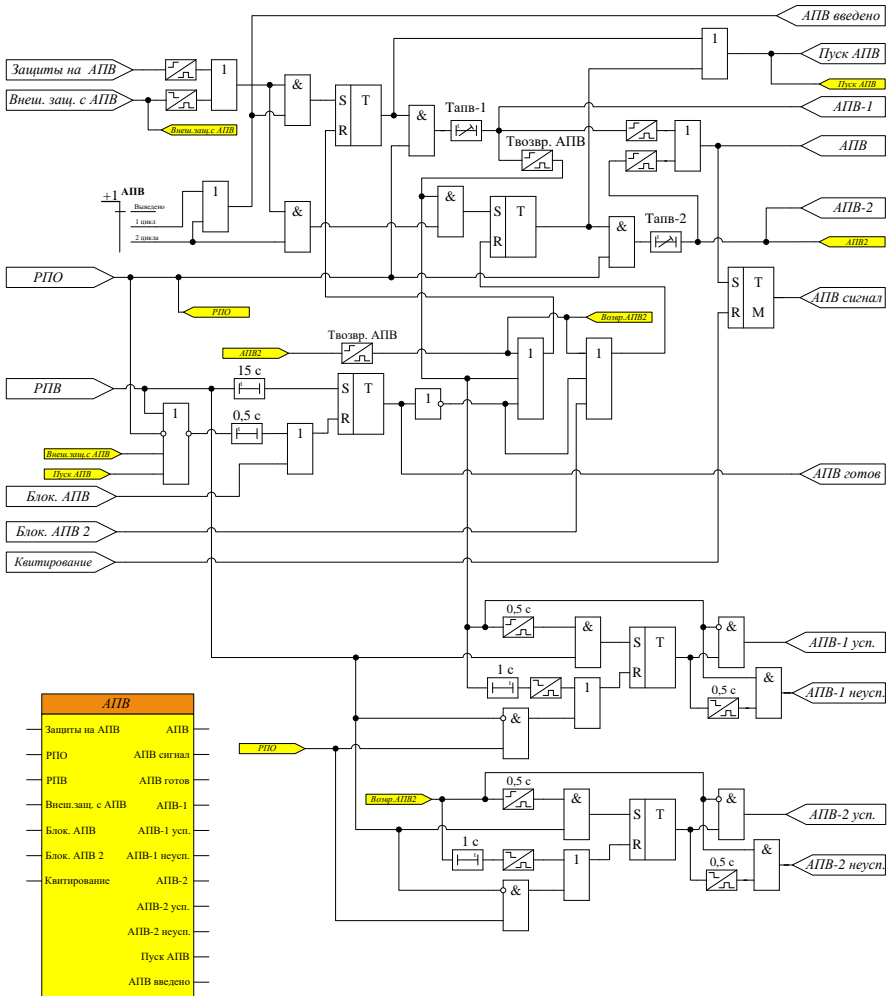 АПВ введено
1
Пуск АПВ
Защиты на АПВ
1
Пуск АПВ
&
Внеш. защ. с АПВ
S T
R
Тапв-1
АПВ-1
&
Внеш.защ.с АПВ
Твозвр. АПВ
1
АПВ
+1 АПВ
Выведено
1 цикл
2 цикла
1
&
&
S T
R
Тапв-2
&
АПВ-2
АПВ2
РПО
РПО
S T
R M
АПВ сигнал
Возвр.АПВ2
АПВ2
Твозвр. АПВ
1
1
РПВ
15 с
S T
R
1
1
0,5 с
1
Внеш.защ.с АПВ
Пуск АПВ
АПВ готов
Блок. АПВ
Блок. АПВ 2
Квитирование
0,5 с
&
S T
R
&
АПВ-1 усп.
1 с
1
&
АПВ-1 неусп.
0,5 с
&
РПО
АПВ
Защиты на АПВ АПВ
РПО АПВ сигнал
РПВ АПВ готов
Внеш.защ. с АПВ АПВ-1
Блок. АПВ АПВ-1 усп.
Блок. АПВ 2 АПВ-1 неусп.
Квитирование АПВ-2
АПВ-2 усп.
АПВ-2 неусп.
Пуск АПВ
АПВ введено
Возвр.АПВ2
0,5 с
&
S T
R
&
АПВ-2 усп.
1 с
1
&
АПВ-2 неусп.
0,5 с
&
РПО